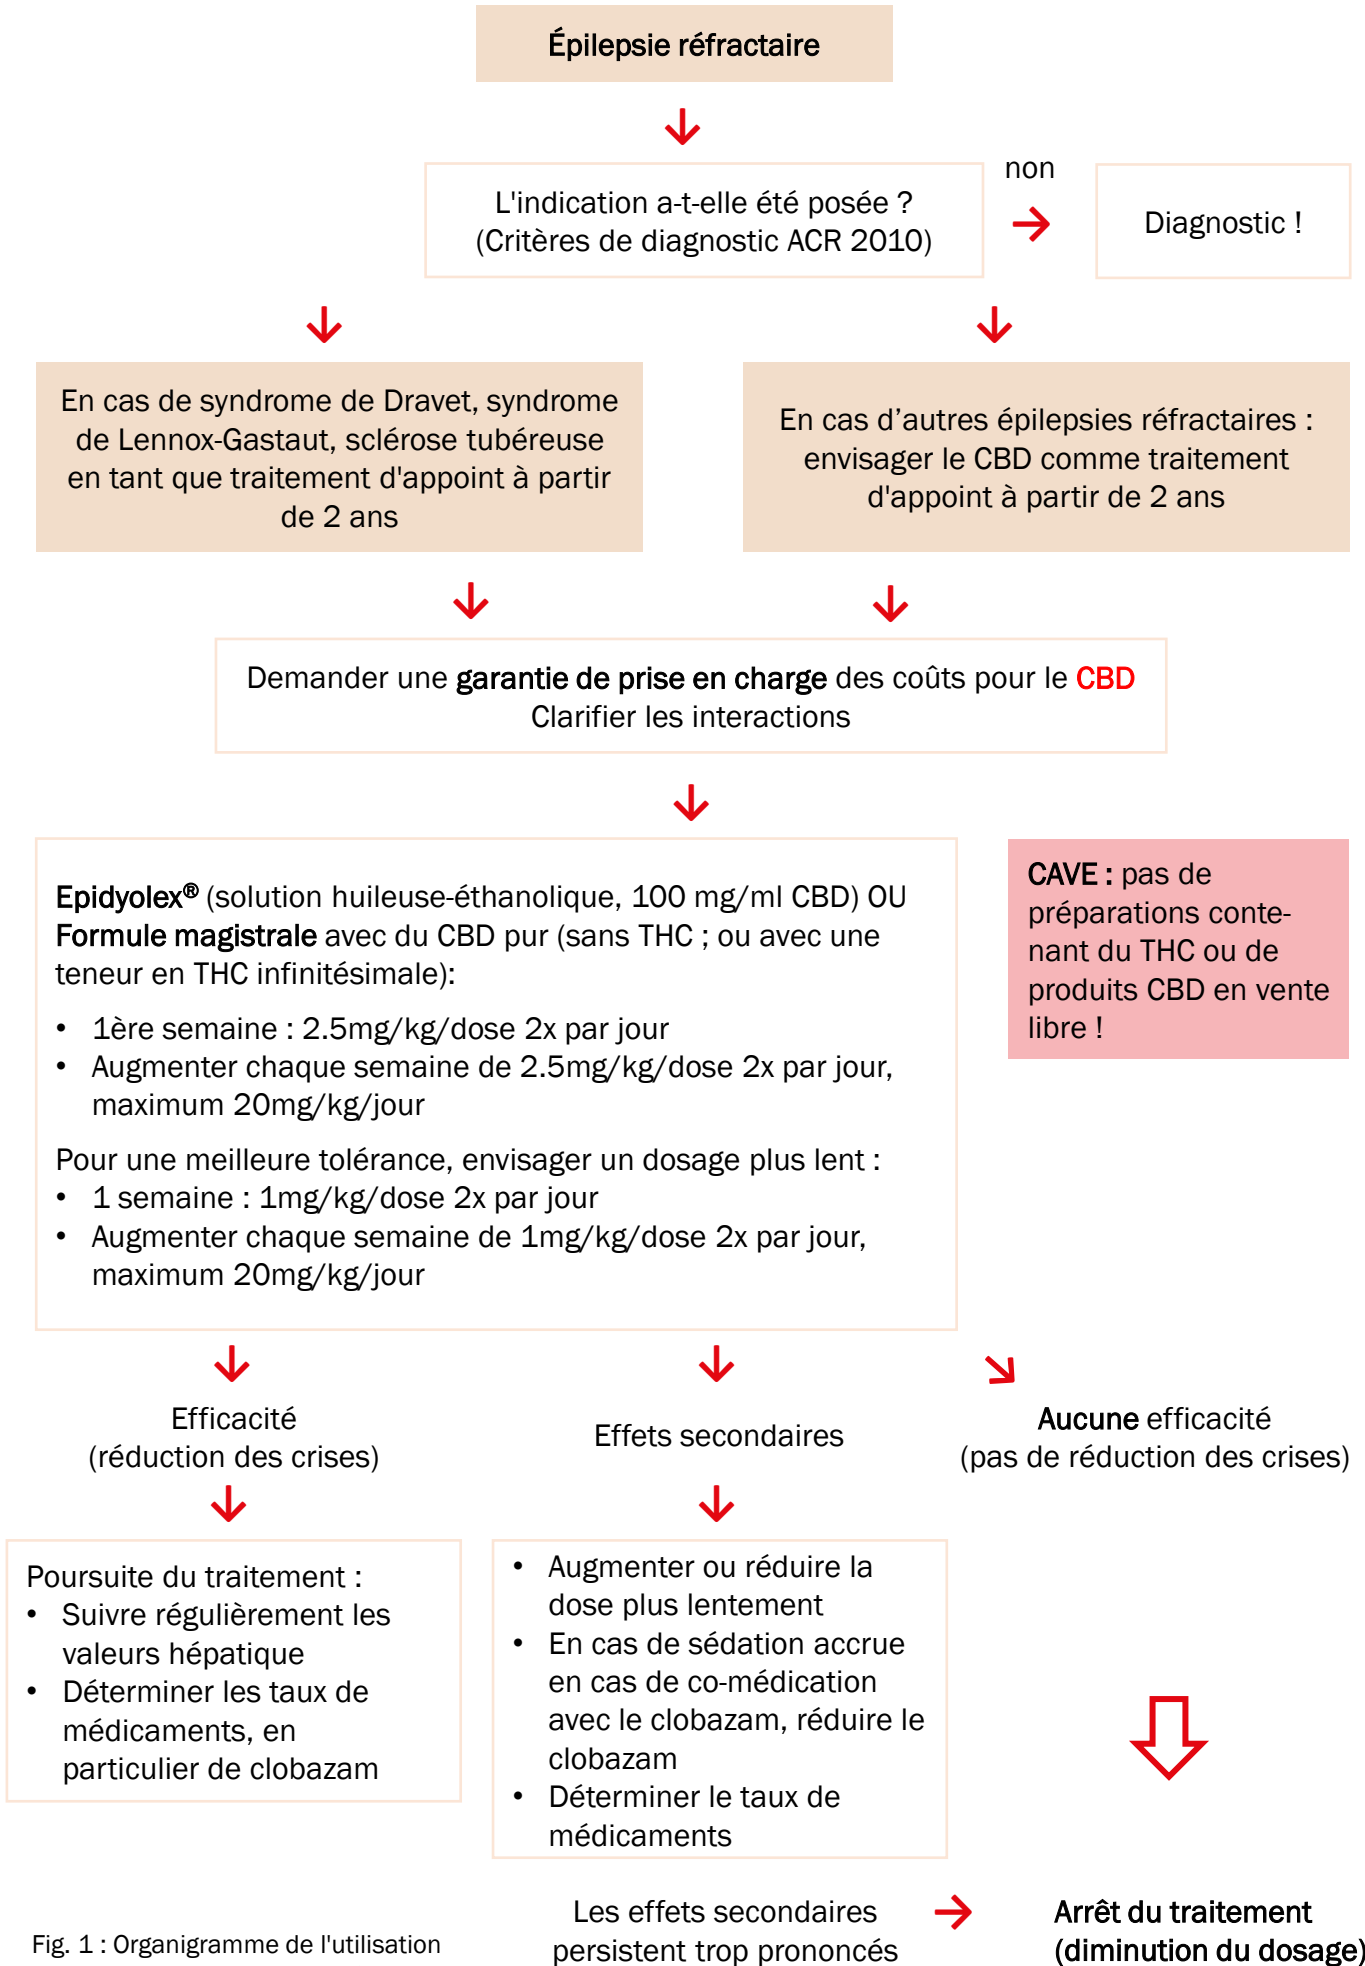 Épilepsie réfractaire
L'indication a-t-elle été posée ?
(Critères de diagnostic ACR 2010)
non
Diagnostic !
En cas de syndrome de Dravet, syndrome
de Lennox-Gastaut, sclérose tubéreuse
en tant que traitement d'appoint à partir
de 2 ans
En cas d’autres épilepsies réfractaires :
envisager le CBD comme traitement
d'appoint à partir de 2 ans
Demander une garantie de prise en charge des coûts pour le CBD
Clarifier les interactions
Epidyolex® (solution huileuse-éthanolique, 100 mg/ml CBD) OU
Formule magistrale avec du CBD pur (sans THC ; ou avec une
teneur en THC infinitésimale):
• 1ère semaine : 2.5mg/kg/dose 2x par jour
• Augmenter chaque semaine de 2.5mg/kg/dose 2x par jour,
maximum 20mg/kg/jour
Pour une meilleure tolérance, envisager un dosage plus lent :
• 1 semaine : 1mg/kg/dose 2x par jour
• Augmenter chaque semaine de 1mg/kg/dose 2x par jour,
maximum 20mg/kg/jour
CAVE : pas de
préparations conte-
nant du THC ou de
produits CBD en vente
libre !
Efficacité
(réduction des crises)
Effets secondaires
Aucune efficacité
(pas de réduction des crises)
Poursuite du traitement :
• Suivre régulièrement les
valeurs hépatique
• Déterminer les taux de
médicaments, en
particulier de clobazam
• Augmenter ou réduire la
dose plus lentement
• En cas de sédation accrue
en cas de co-médication
avec le clobazam, réduire le
clobazam
• Déterminer le taux de
médicaments
Les effets secondaires
persistent trop prononcés
Arrêt du traitement
(diminution du dosage)
Fig. 1 : Organigramme de l'utilisation